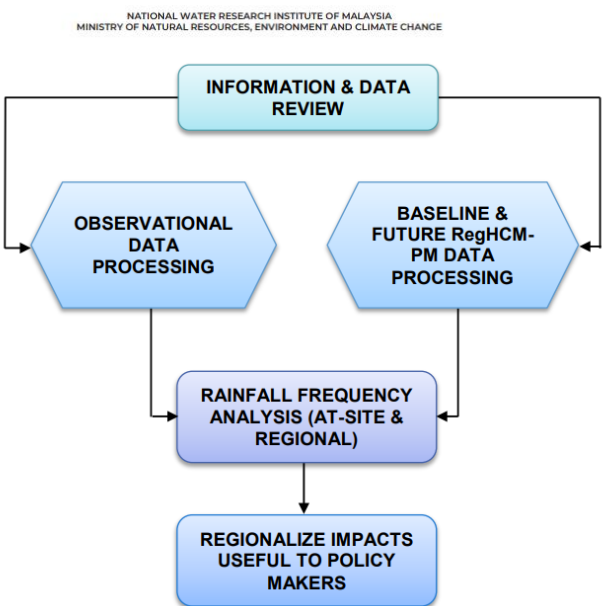 NATIONAL WATER RESEARCH INSTITUTE OF MALAYSIA
MINISTRY OF NATURAL RESOURCES, ENVIRONMENT AND CLIMATE CHANGE
INFORMATION & DATA
REVIEW
OBSERVATIONAL
DATA
PROCESSING
BASELINE &
FUTURE RegHCM-
PM DATA
PROCESSING
RAINFALL FREQUENCY
ANALYSIS (AT-SITE &
REGIONAL)
REGIONALIZE IMPACTS
USEFUL TO POLICY
MAKERS